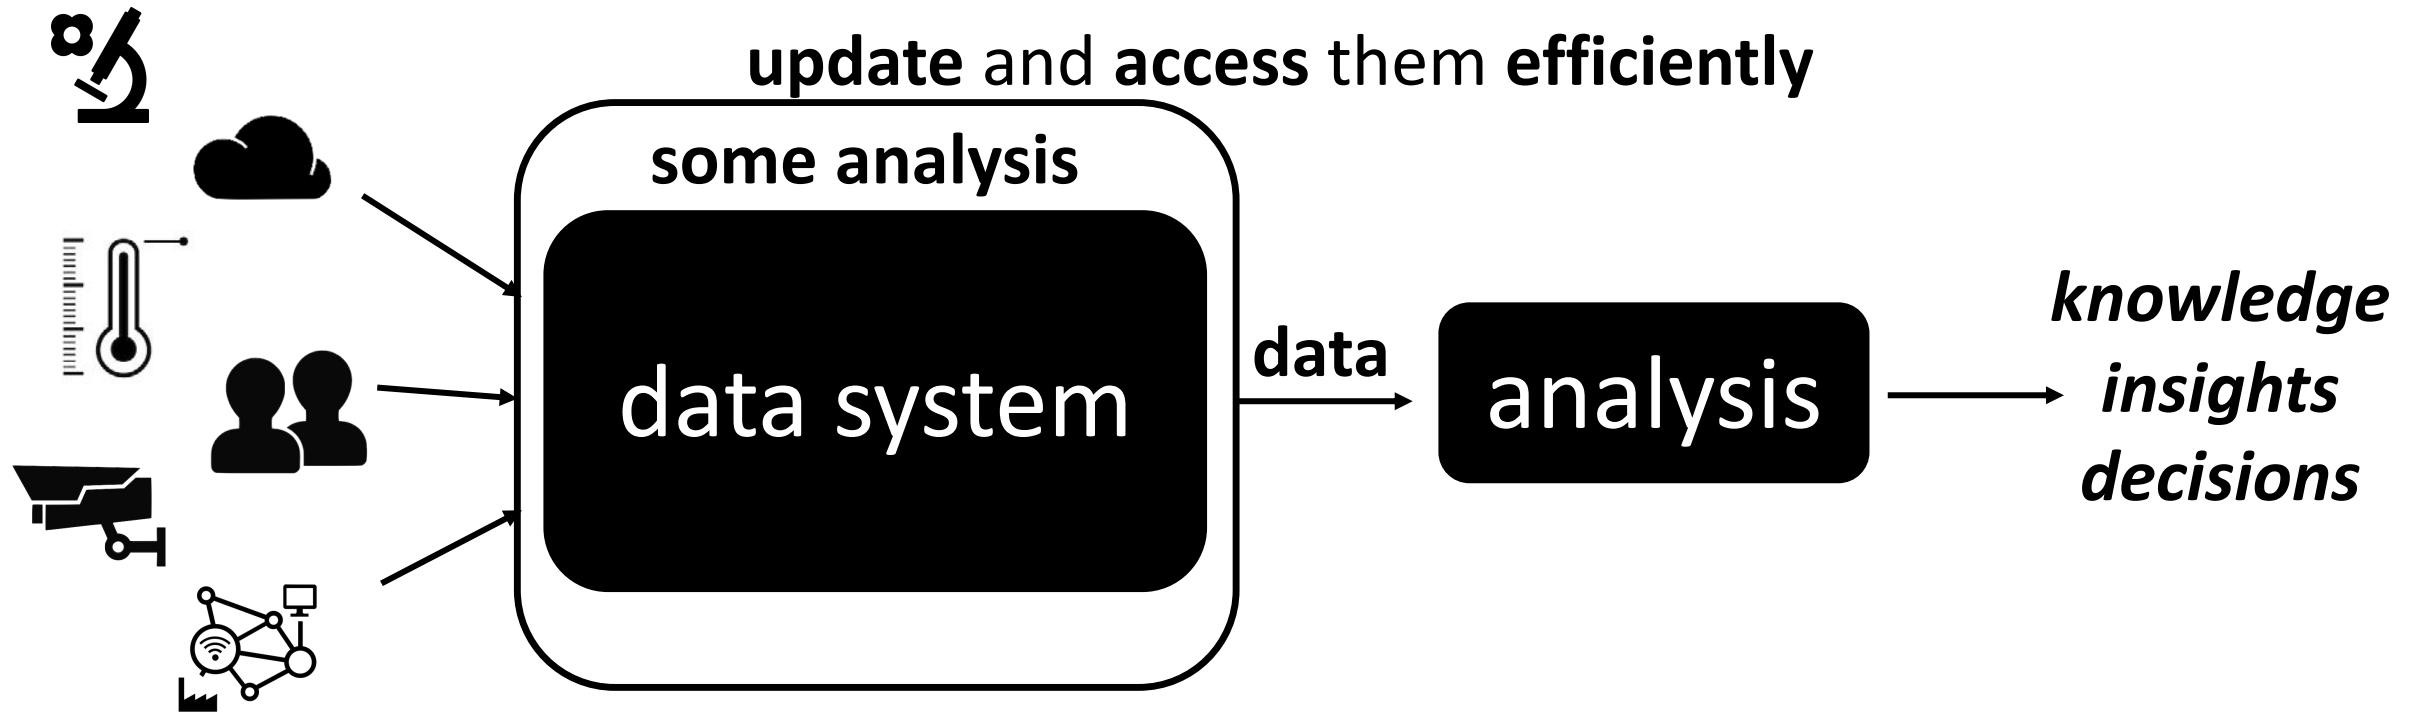 update and access them efficiently
some analysis
data system
data
analysis
knowledge
insights
decisions